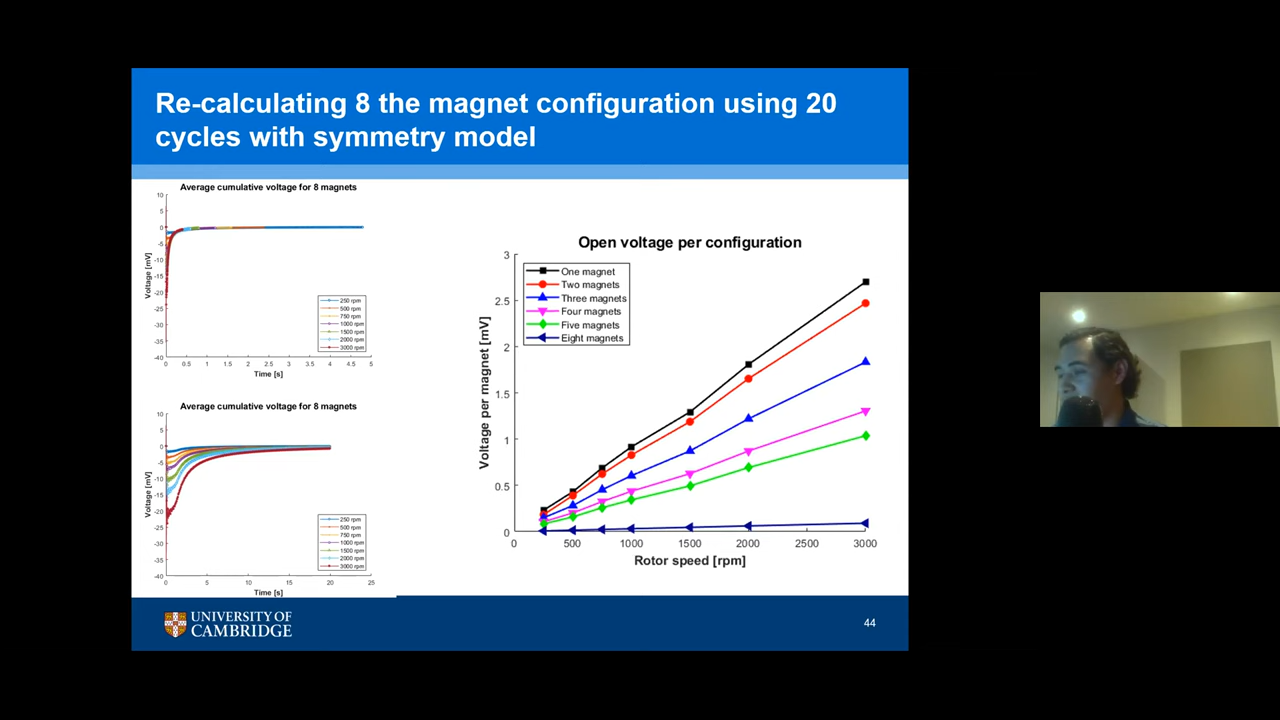 Re-calculating 8 the magnet configuration using 20
cycles with symmetry model
Average cumulative voltage for 8 magnets
10
5
0
-5
-10
-15
-20
-25
-30
-35
-40
Voltage [mV]
250 rpm
500 rpm
750 rpm
1000 rpm
1500 rpm
2000 rpm
3000 rpm
0 0.5 1 1.5 2 2.5 3 3.5 4 4.5 5
Time [s]
Average cumulative voltage for 8 magnets
10
5
0
-5
-10
-15
-20
-25
-30
-35
-40
Voltage [mV]
250 rpm
500 rpm
750 rpm
1000 rpm
1500 rpm
2000 rpm
3000 rpm
0 5 10 15 20 25
Time [s]
Open voltage per configuration
3
2.5
2
1.5
1
0.5
0
Voltage per magnet [mV]
One magnet
Two magnets
Three magnets
Four magnets
Five magnets
Eight magnets
0 500 1000 1500 2000 2500 3000
Rotor speed [rpm]
UNIVERSITY OF
CAMBRIDGE
44